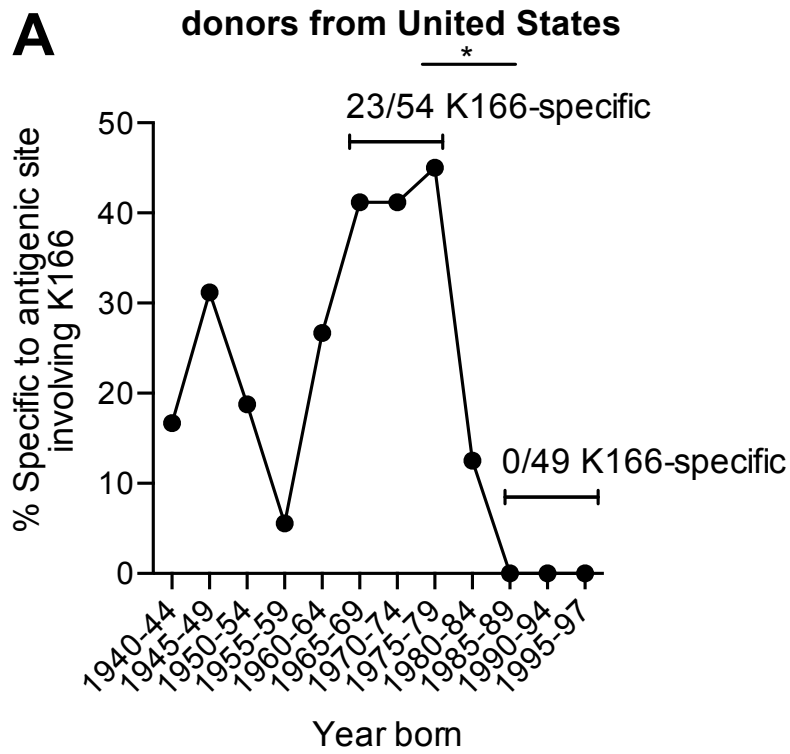 A
donors from United States
*
23/54 K166-specific
50
40
30
20
10
0
% Specific to antigenic site
involving K166
0/49 K166-specific
1940-44
1945-49
1950-54
1955-59
1960-64
1965-69
1970-74
1975-79
1980-84
1985-89
1990-94
1995-97
Year born